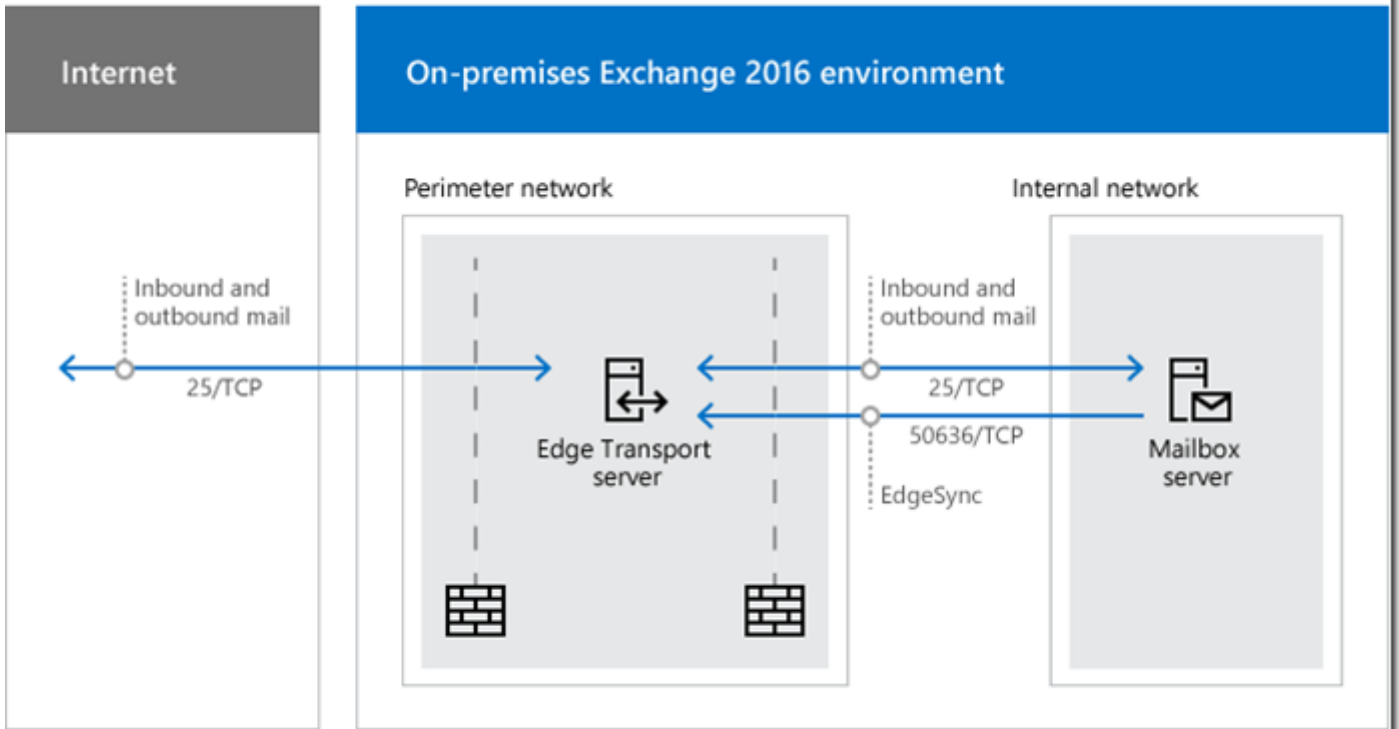 Internet
On-premises Exchange 2016 environment
Perimeter network
Internal network
Inbound and
outbound mail
25/TCP
Inbound and
outbound mail
25/TCP
50636/TCP
EdgeSync
Edge Transport
server
Mailbox
server